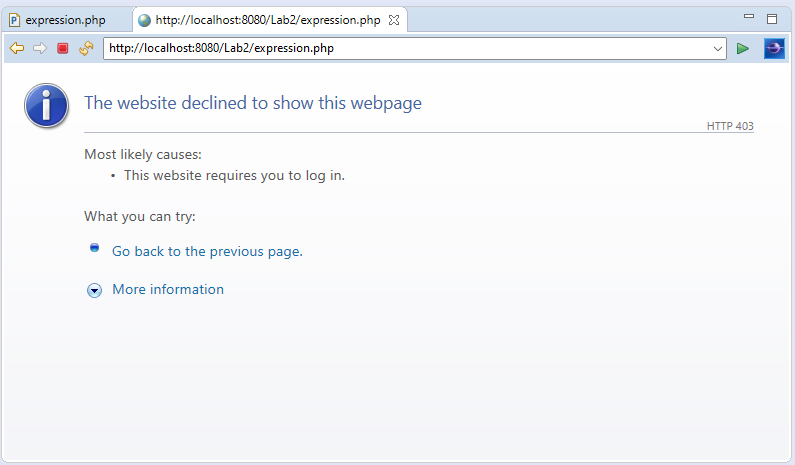 expression.php
http://localhost:8080/Lab2/expression.php
http://localhost:8080/Lab2/expression.php
The website declined to show this webpage
HTTP 403
Most likely causes:
• This website requires you to log in.
What you can try:
Go back to the previous page.
More information